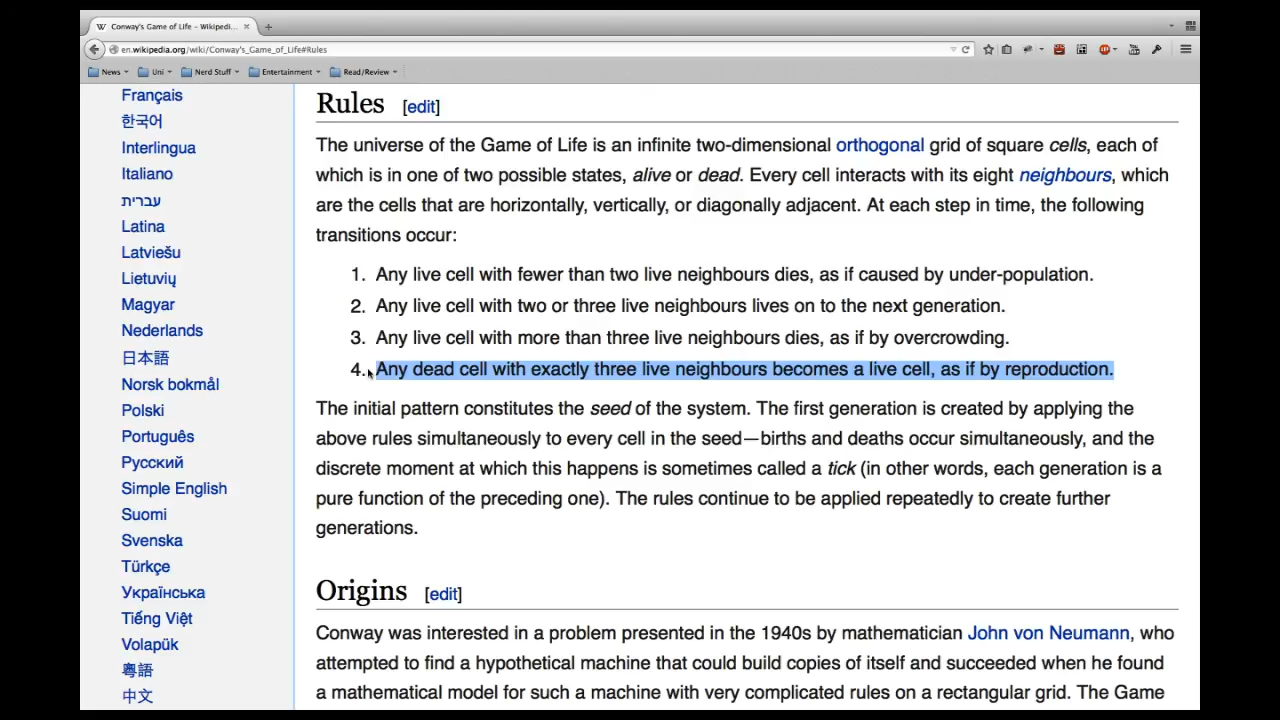 W Conway's Game of Life – Wikipedi... × +
en.wikipedia.org/wiki/Conway's_Game_of_Life#Rules
News Uni Nerd Stuff Entertainment Read/Review
Français
한국어
Interlingua
Italiano
עברית
Latina
Latviešu
Lietuvių
Magyar
Nederlands
日本語
Norsk bokmål
Polski
Português
Русский
Simple English
Suomi
Svenska
Türkçe
Українська
Tiếng Việt
Volapük
粵語
中文
Rules [edit]
The universe of the Game of Life is an infinite two-dimensional orthogonal grid of square cells, each of
which is in one of two possible states, alive or dead. Every cell interacts with its eight neighbours, which
are the cells that are horizontally, vertically, or diagonally adjacent. At each step in time, the following
transitions occur:
1. Any live cell with fewer than two live neighbours dies, as if caused by under-population.
2. Any live cell with two or three live neighbours lives on to the next generation.
3. Any live cell with more than three live neighbours dies, as if by overcrowding.
4. Any dead cell with exactly three live neighbours becomes a live cell, as if by reproduction.
The initial pattern constitutes the seed of the system. The first generation is created by applying the
above rules simultaneously to every cell in the seed—births and deaths occur simultaneously, and the
discrete moment at which this happens is sometimes called a tick (in other words, each generation is a
pure function of the preceding one). The rules continue to be applied repeatedly to create further
generations.
Origins [edit]
Conway was interested in a problem presented in the 1940s by mathematician John von Neumann, who
attempted to find a hypothetical machine that could build copies of itself and succeeded when he found
a mathematical model for such a machine with very complicated rules on a rectangular grid. The Game